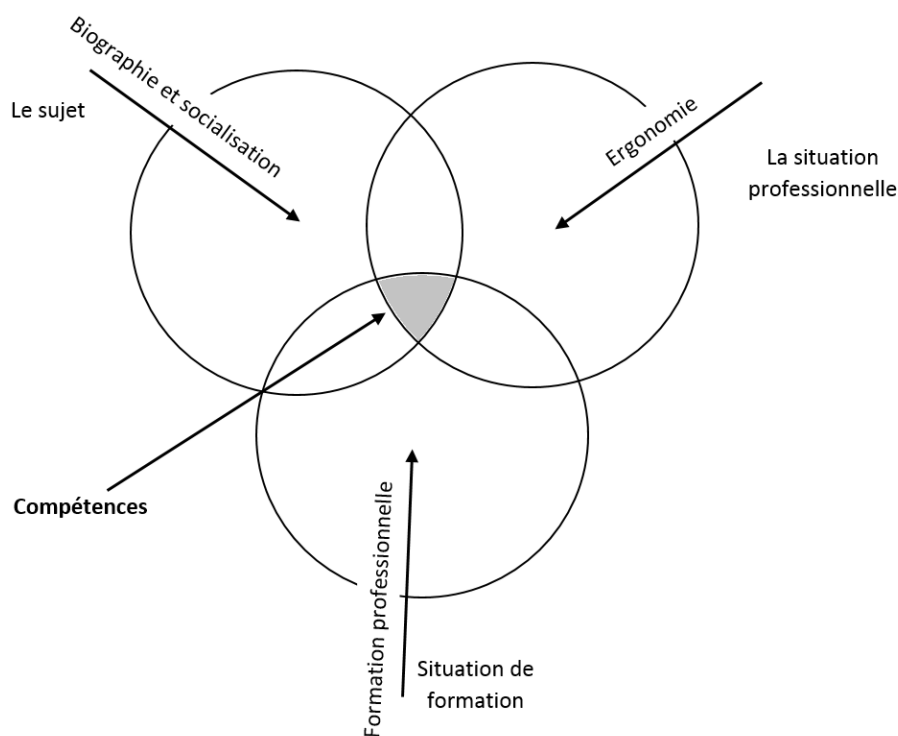 Biographie et socialisation
Le sujet
Ergonomie
La situation
professionnelle
Compétences
Formation professionnelle
Situation de
formation